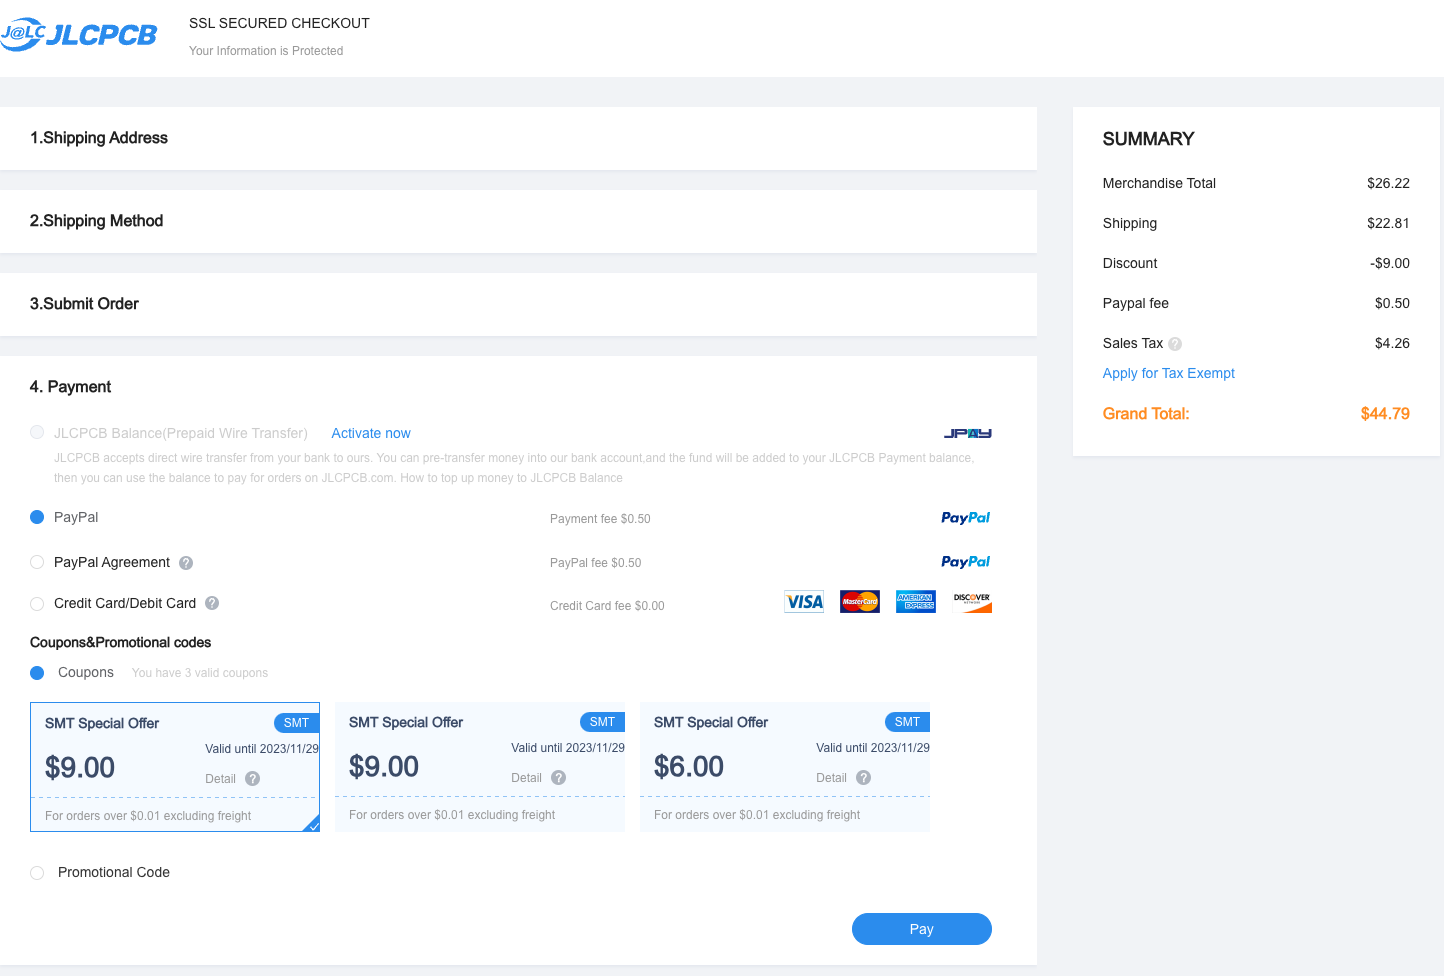 J@LC JLCPCB
SSL SECURED CHECKOUT
Your Information is Protected
1.Shipping Address
2.Shipping Method
3.Submit Order
4. Payment
JLCPCB Balance(Prepaid Wire Transfer) Activate now JPAY
JLCPCB accepts direct wire transfer from your bank to ours. You can pre-transfer money into our bank account,and the fund will be added to your JLCPCB Payment balance,
then you can use the balance to pay for orders on JLCPCB.com. How to top up money to JLCPCB Balance
PayPal Payment fee $0.50 PayPal
PayPal Agreement ? PayPal fee $0.50 PayPal
Credit Card/Debit Card ? Credit Card fee $0.00 VISA MasterCard AMERICAN EXPRESS DISCOVER NETWORK
Coupons&Promotional codes
Coupons You have 3 valid coupons
SMT Special Offer SMT
Valid until 2023/11/29
$9.00
Detail ?
For orders over $0.01 excluding freight
SMT Special Offer SMT
Valid until 2023/11/29
$9.00
Detail ?
For orders over $0.01 excluding freight
SMT Special Offer SMT
Valid until 2023/11/29
$6.00
Detail ?
For orders over $0.01 excluding freight
Promotional Code
Pay
SUMMARY
Merchandise Total $26.22
Shipping $22.81
Discount -$9.00
Paypal fee $0.50
Sales Tax ? $4.26
Apply for Tax Exempt
Grand Total: $44.79